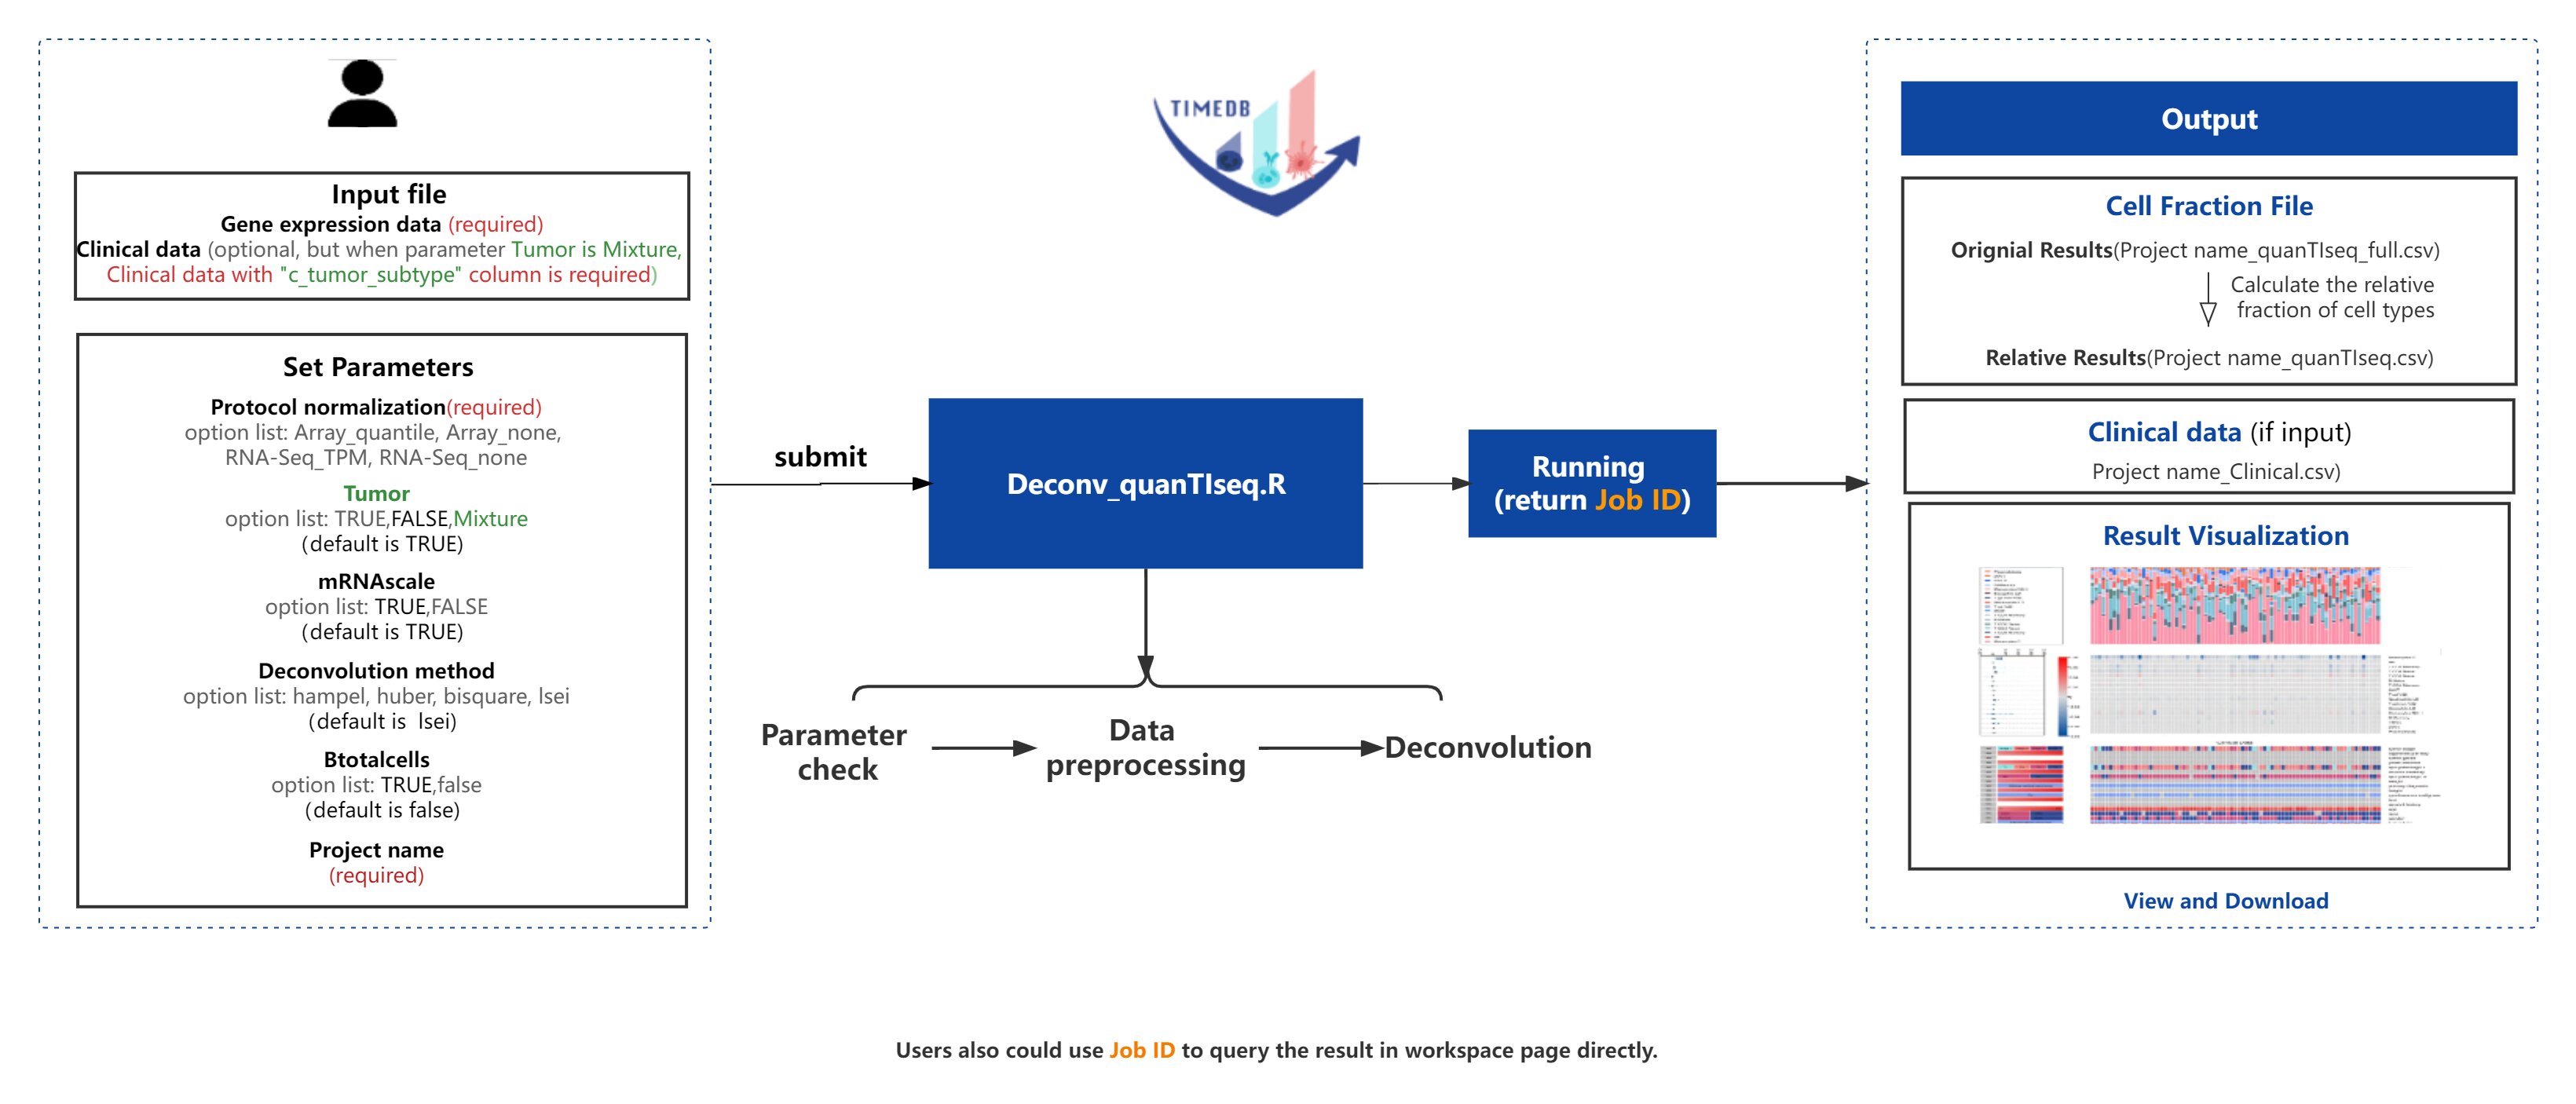 Input file
Gene expression data (required)
Clinical data (optional, but when parameter Tumor is Mixture,
Clinical data with "c_tumor_subtype" column is required)
Set Parameters
Protocol normalization(required)
option list: Array_quantile, Array_none,
RNA-Seq_TPM, RNA-Seq_none
Tumor
option list: TRUE,FALSE,Mixture
(default is TRUE)
mRNAscale
option list: TRUE,FALSE
(default is TRUE)
Deconvolution method
option list: hampel, huber, bisquare, lsei
(default is  lsei)
Btotalcells
option list: TRUE,false
(default is false)
Project name
(required)
TIMEDB
submit
Deconv_quanTIseq.R
Running
(return Job ID)
Parameter
check
Data
preprocessing
Deconvolution
Output
Cell Fraction File
Orignial Results(Project name_quanTIseq_full.csv)
Calculate the relative
fraction of cell types
Relative Results(Project name_quanTIseq.csv)
Clinical data (if input)
Project name_Clinical.csv)
Result Visualization
View and Download
Users also could use Job ID to query the result in workspace page directly.